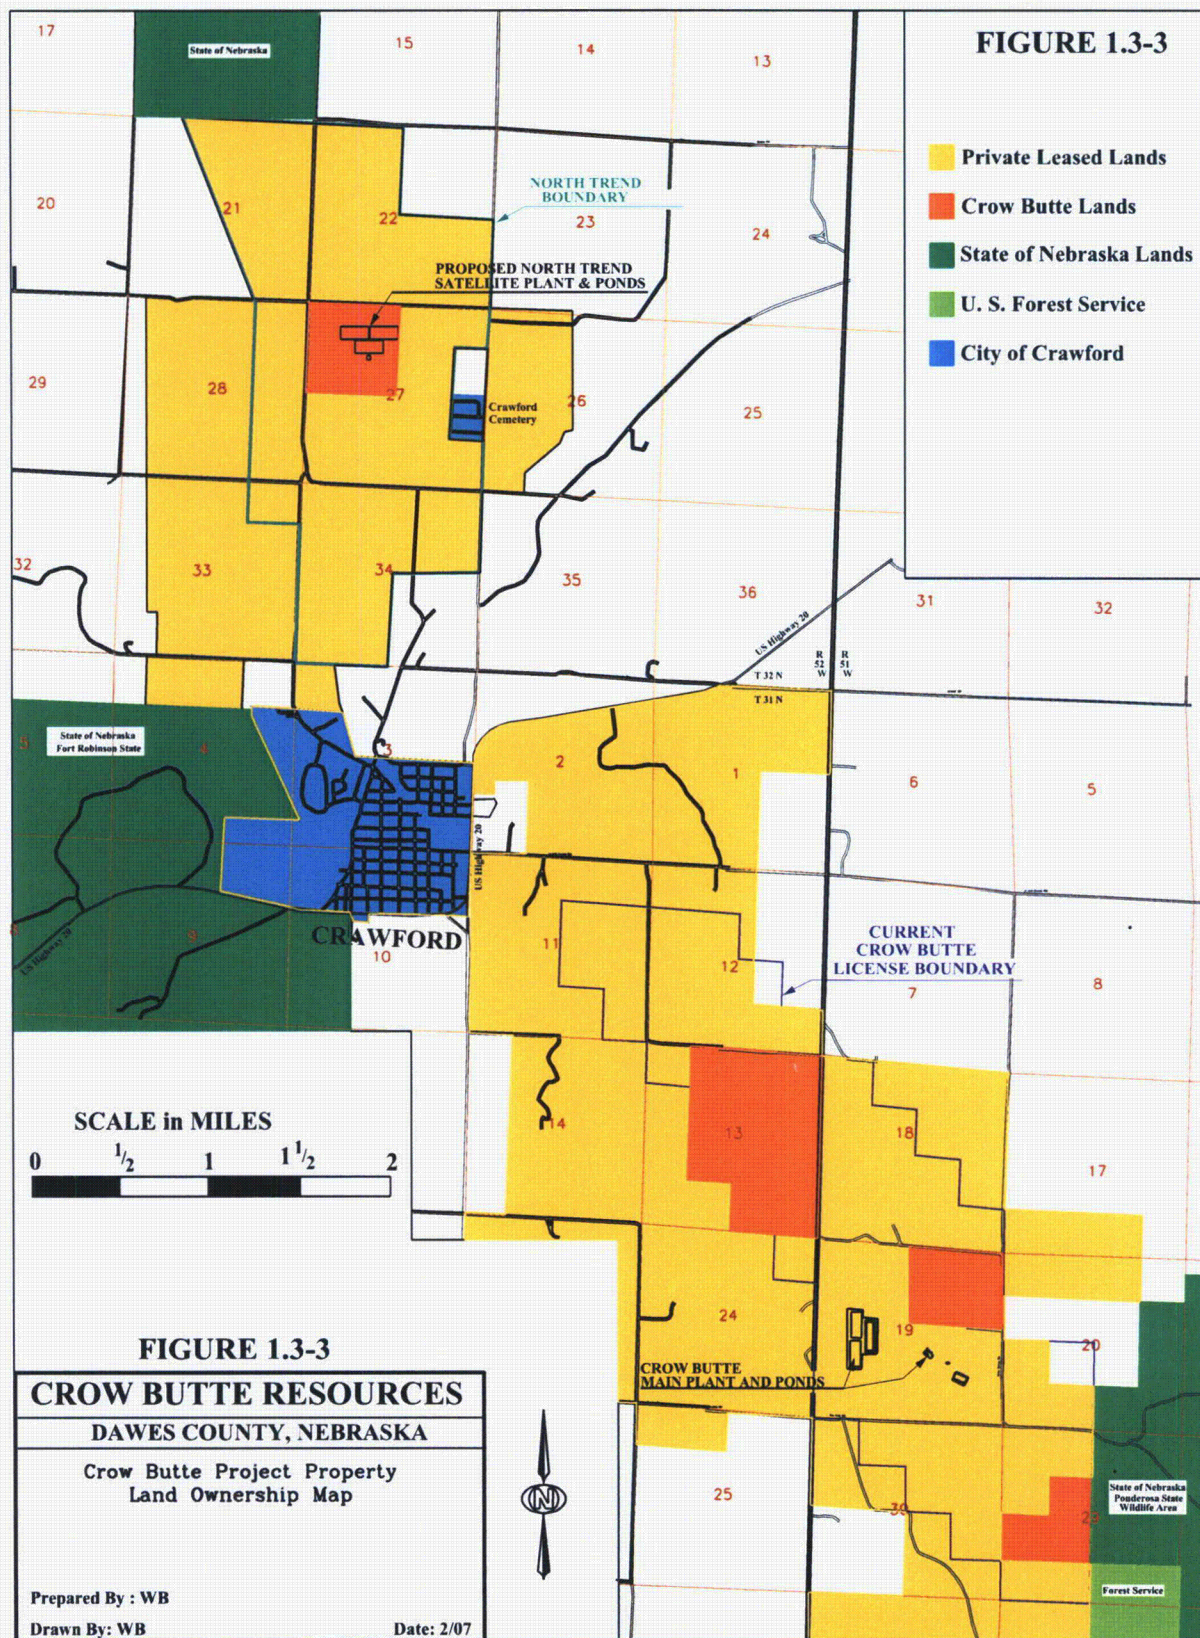 FIGURE 1.3-3
Private Leased Lands
Crow Butte Lands
State of Nebraska Lands
U. S. Forest Service
City of Crawford
17
State of Nebraska
15
14
13
20
21
22
NORTH TREND
BOUNDARY
23
24
PROPOSED NORTH TREND
SATELLITE PLANT & PONDS
29
28
27
Crawford
Cemetery
26
25
32
33
34
35
36
US Highway 20
31
32
R
52
W
R
51
W
T 32 N
T 31 N
5
State of Nebraska
Fort Robinson State
4
3
2
1
6
5
US Highway 20
8
US Highway 20
9
CRAWFORD
10
11
12
CURRENT
CROW BUTTE
LICENSE BOUNDARY
7
8
14
13
18
17
SCALE in MILES
0
1/2
1
1 1/2
2
24
19
20
CROW BUTTE
MAIN PLANT AND PONDS
25
30
29
State of Nebraska
Ponderosa State
Wildlife Area
Forest Service
FIGURE 1.3-3
CROW BUTTE RESOURCES
DAWES COUNTY, NEBRASKA
Crow Butte Project Property
Land Ownership Map
N
Prepared By : WB
Drawn By: WB
Date: 2/07